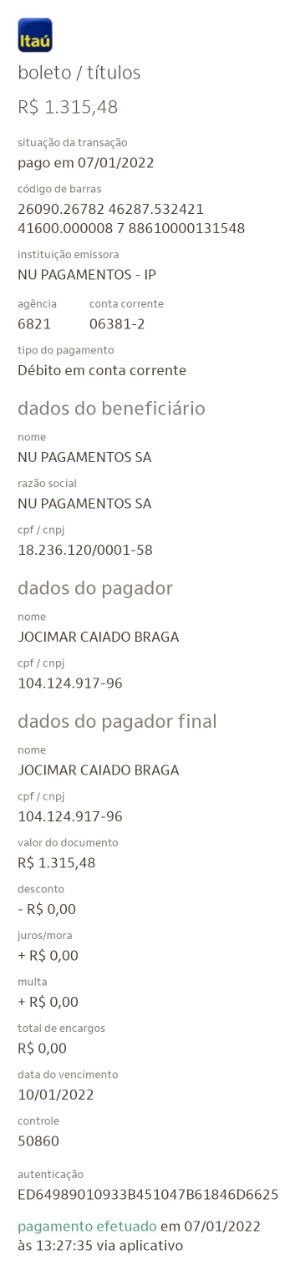 Itaú
boleto / títulos
R$ 1.315,48
situação da transação
pago em 07/01/2022
código de barras
26090.26782 46287.532421
41600.000008 7 88610000131548
instituição emissora
NU PAGAMENTOS - IP
agência conta corrente
6821 06381-2
tipo do pagamento
Débito em conta corrente
dados do beneficiário
nome
NU PAGAMENTOS SA
razão social
NU PAGAMENTOS SA
cpf / cnpj
18.236.120/0001-58
dados do pagador
nome
JOCIMAR CAIADO BRAGA
cpf / cnpj
104.124.917-96
dados do pagador final
nome
JOCIMAR CAIADO BRAGA
cpf / cnpj
104.124.917-96
valor do documento
R$ 1.315,48
desconto
- R$ 0,00
juros/mora
+ R$ 0,00
multa
+ R$ 0,00
total de encargos
R$ 0,00
data do vencimento
10/01/2022
controle
50860
autenticação
ED64989010933B451047B61846D6625
pagamento efetuado em 07/01/2022
às 13:27:35 via aplicativo